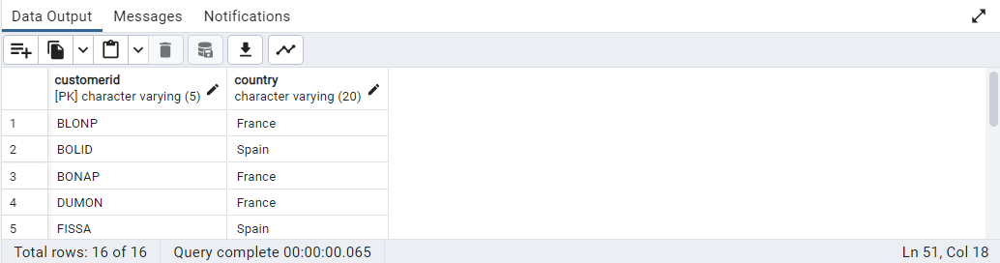 Data Output Messages Notifications
customerid country
[PK] character varying (5) character varying (20)
1 BLONP France
2 BOLID Spain
3 BONAP France
4 DUMON France
5 FISSA Spain
Total rows: 16 of 16 Query complete 00:00:00.065 Ln 51, Col 18